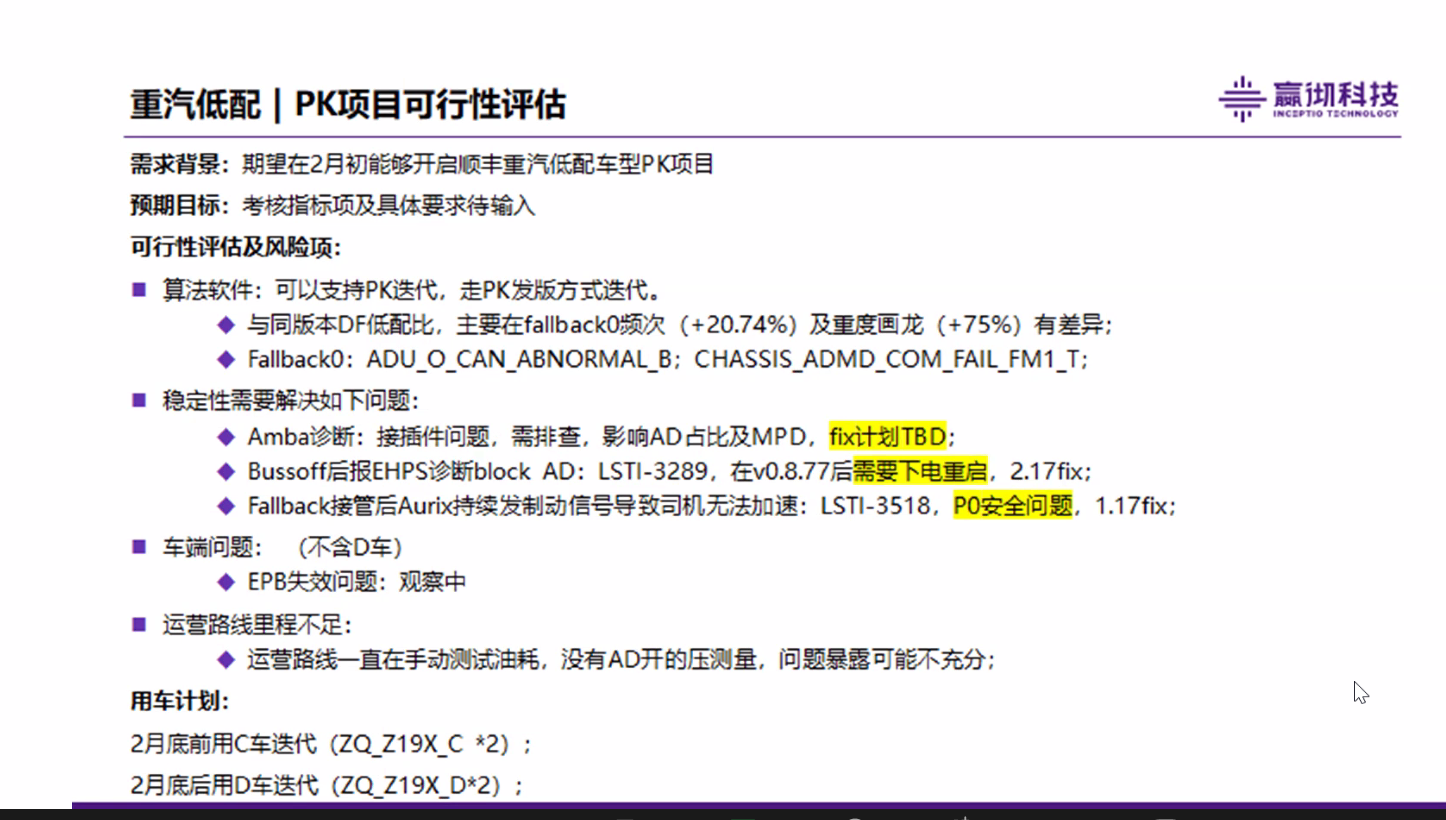 重汽低配 | PK项目可行性评估
赢彻科技
INCEPTIO TECHNOLOGY
需求背景：期望在2月初能够开启顺丰重汽低配车型PK项目
预期目标：考核指标项及具体要求待输入
可行性评估及风险项：
算法软件：可以支持PK迭代，走PK发版方式迭代。
与同版本DF低配比，主要在fallback0频次（+20.74%）及重度画龙（+75%）有差异；
Fallback0：ADU_O_CAN_ABNORMAL_B；CHASSIS_ADMD_COM_FAIL_FM1_T；
稳定性需要解决如下问题：
Amba诊断：接插件问题，需排查，影响AD占比及MPD，fix计划TBD；
Bussoff后报EHPS诊断block AD：LSTI-3289，在v0.8.77后需要下电重启，2.17fix；
Fallback接管后Aurix持续发制动信号导致司机无法加速：LSTI-3518，P0安全问题，1.17fix；
车端问题：（不含D车）
EPB失效问题：观察中
运营路线里程不足：
运营路线一直在手动测试油耗，没有AD开的压测量，问题暴露可能不充分；
用车计划：
2月底前用C车迭代（ZQ_Z19X_C *2）；
2月底后用D车迭代（ZQ_Z19X_D*2）；